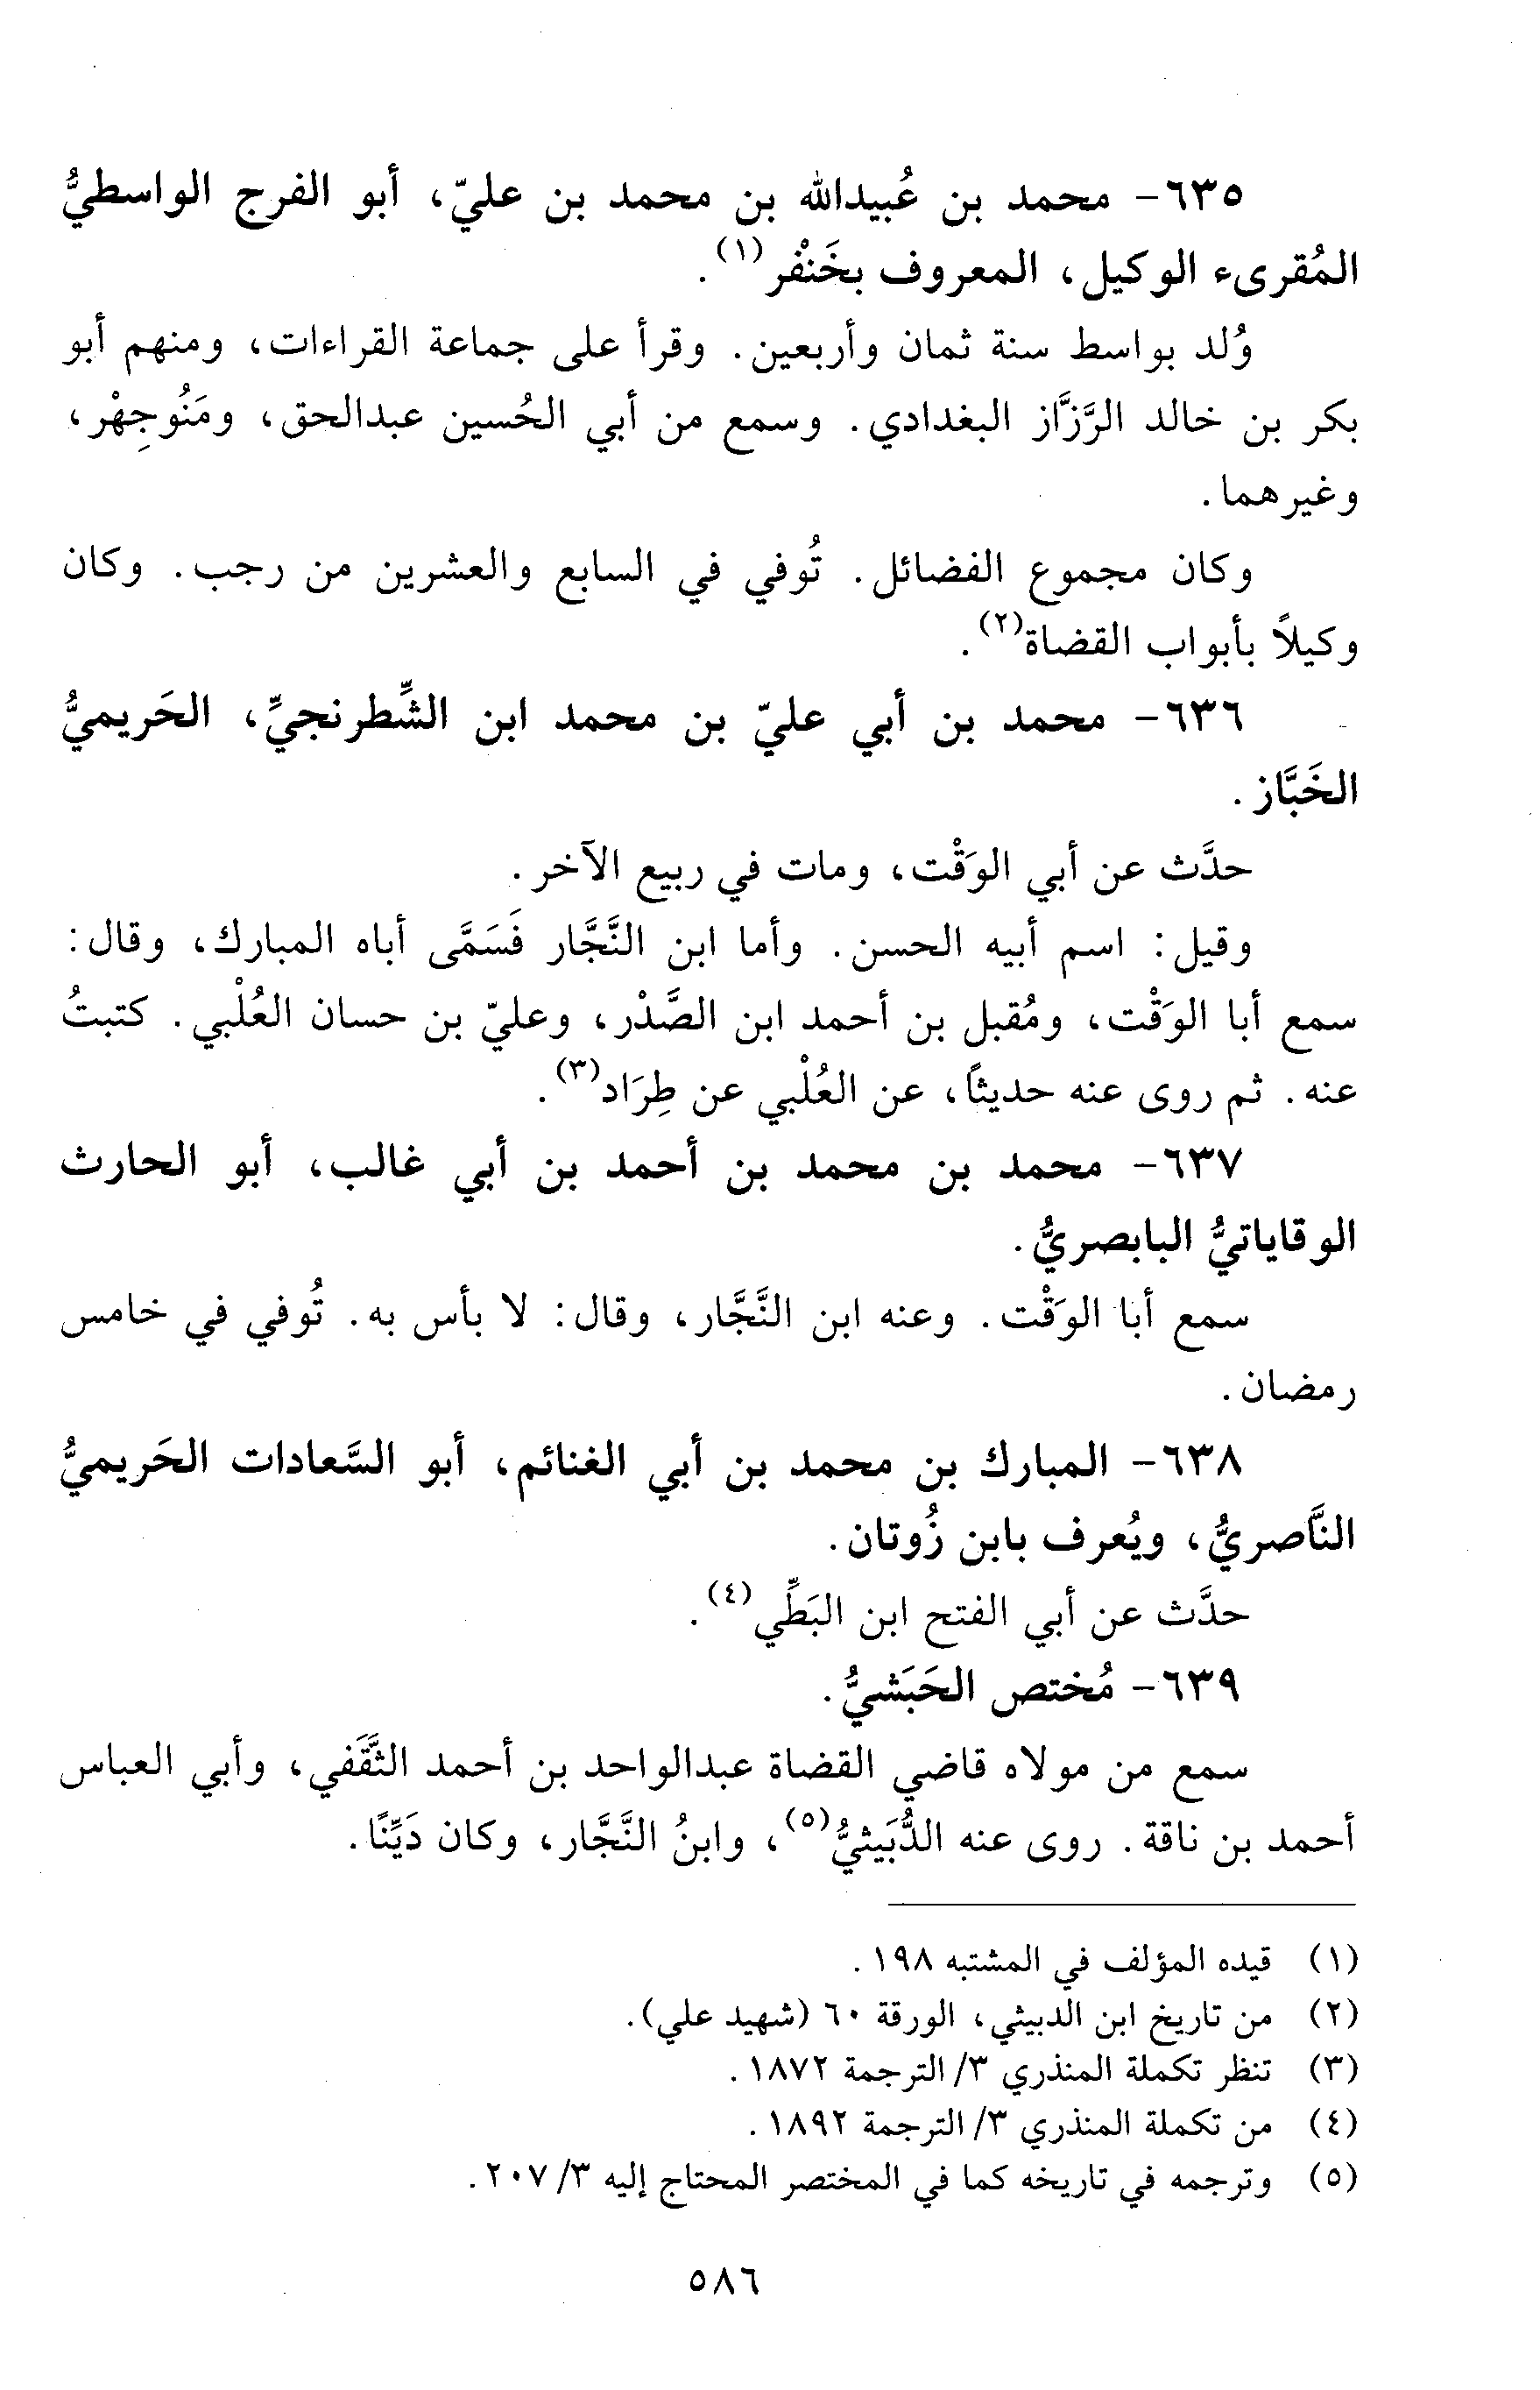 ٦٣٥- محمد بن عُبيدالله بن محمد بن عليّ، أبو الفرج الواسطيُّ
المُقرىء الوكيل، المعروف بخَنْفر(١).
وُلد بواسط سنة ثمان وأربعين. وقرأ على جماعة القراءات، ومنهم أبو
بكر بن خالد الرَّزَّاز البغدادي. وسمع من أبي الحُسين عبدالحق، ومَنُوجِهْر،
وغيرهما.
وكان مجموع الفضائل. تُوفي في السابع والعشرين من رجب. وكان
وكيلاً بأبواب القضاة(٢).
٦٣٦- محمد بن أبي عليّ بن محمد ابن الشِّطرنجيِّ، الحَريميُّ
الخَبَّاز.
حدَّث عن أبي الوَقْت، ومات في ربيع الآخر.
وقيل: اسم أبيه الحسن. وأما ابن النَّجَّار فَسَمَّى أباه المبارك، وقال:
سمع أبا الوَقْت، ومُقبل بن أحمد ابن الصَّدْر، وعليّ بن حسان العُلْبي. كتبتُ
عنه. ثم روى عنه حديثاً، عن العُلْبي عن طِرَاد(٣).
٦٣٧- محمد بن محمد بن أحمد بن أبي غالب، أبو الحارث
الوقاياتيُّ البابصريُّ.
سمع أبا الوَقْت. وعنه ابن النَّجَّار، وقال: لا بأس به. تُوفي في خامس
رمضان.
٦٣٨- المبارك بن محمد بن أبي الغنائم، أبو السَّعادات الحَريميُّ
النَّاصريُّ، ويُعرف بابن زُوتان.
حدَّث عن أبي الفتح ابن البَطِّي(٤).
٦٣٩- مُختص الحَبَشيُّ.
سمع من مولاه قاضي القضاة عبدالواحد بن أحمد الثَّقَفي، وأبي العباس
أحمد بن ناقة. روى عنه الدُّبَيثيُّ(٥)، وابنُ النَّجَّار، وكان دَيِّنًا.
(١) قيده المؤلف في المشتبه ١٩٨.
(٢) من تاريخ ابن الدبيثي، الورقة ٦٠ (شهيد علي).
(٣) تنظر تكملة المنذري ٣/ الترجمة ١٨٧٢.
(٤) من تكملة المنذري ٣/ الترجمة ١٨٩٢.
(٥) وترجمه في تاريخه كما في المختصر المحتاج إليه ٣/ ٢٠٧.
٥٨٦